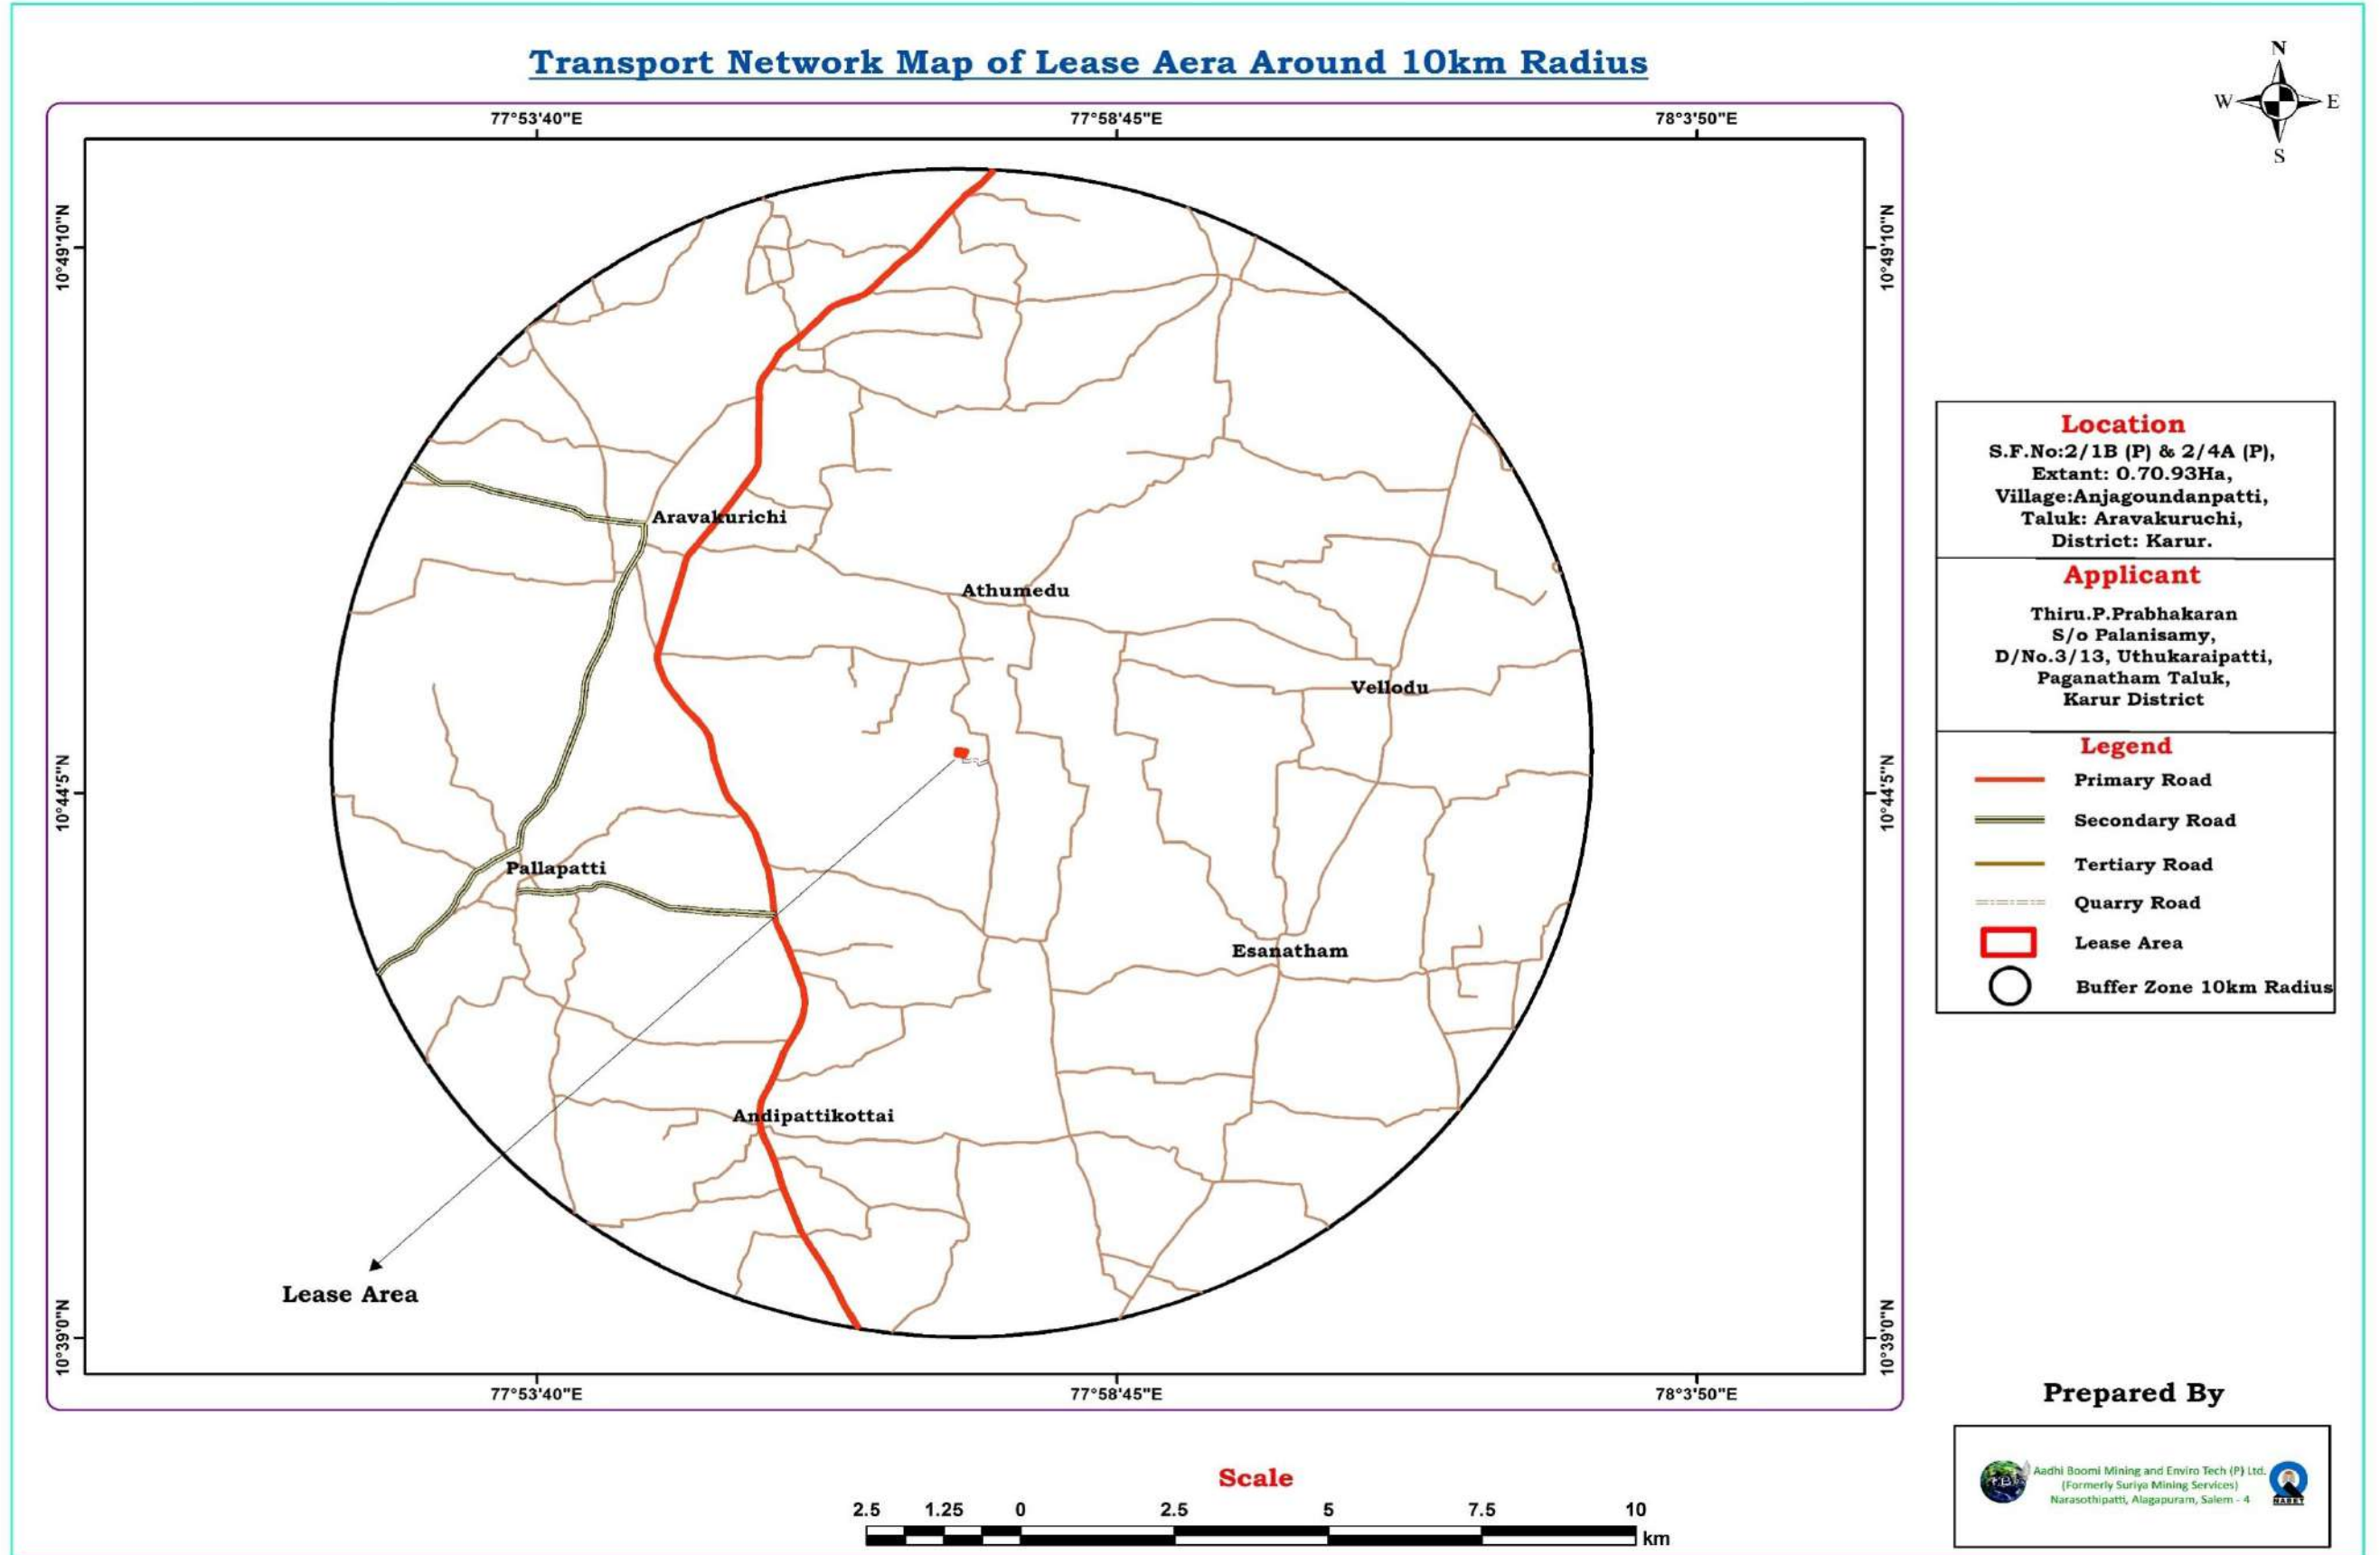 Transport Network Map of Lease Aera Around 10km Radius
N
W E
S
77°53'40"E 77°58'45"E 78°3'50"E
10°49'10"N
10°49'10"N
Aravakurichi
Athumedu
Vellodu
10°44'5"N
10°44'5"N
Pallapatti
Esanatham
Andipattikottai
Lease Area
10°39'0"N
10°39'0"N
77°53'40"E 77°58'45"E 78°3'50"E
Location
S.F.No:2/1B (P) & 2/4A (P),
Extant: 0.70.93Ha,
Village:Anjagoundanpatti,
Taluk: Aravakuruchi,
District: Karur.
Applicant
Thiru.P.Prabhakaran
S/o Palanisamy,
D/No.3/13, Uthukaraipatti,
Paganatham Taluk,
Karur District
Legend
Primary Road
Secondary Road
Tertiary Road
Quarry Road
Lease Area
Buffer Zone 10km Radius
Scale
2.5 1.25 0 2.5 5 7.5 10
km
Prepared By
Aadhi Boomi Mining and Enviro Tech (P) Ltd.
(Formerly Suriya Mining Services)
Narasothipatti, Alagapuram, Salem - 4
NABET